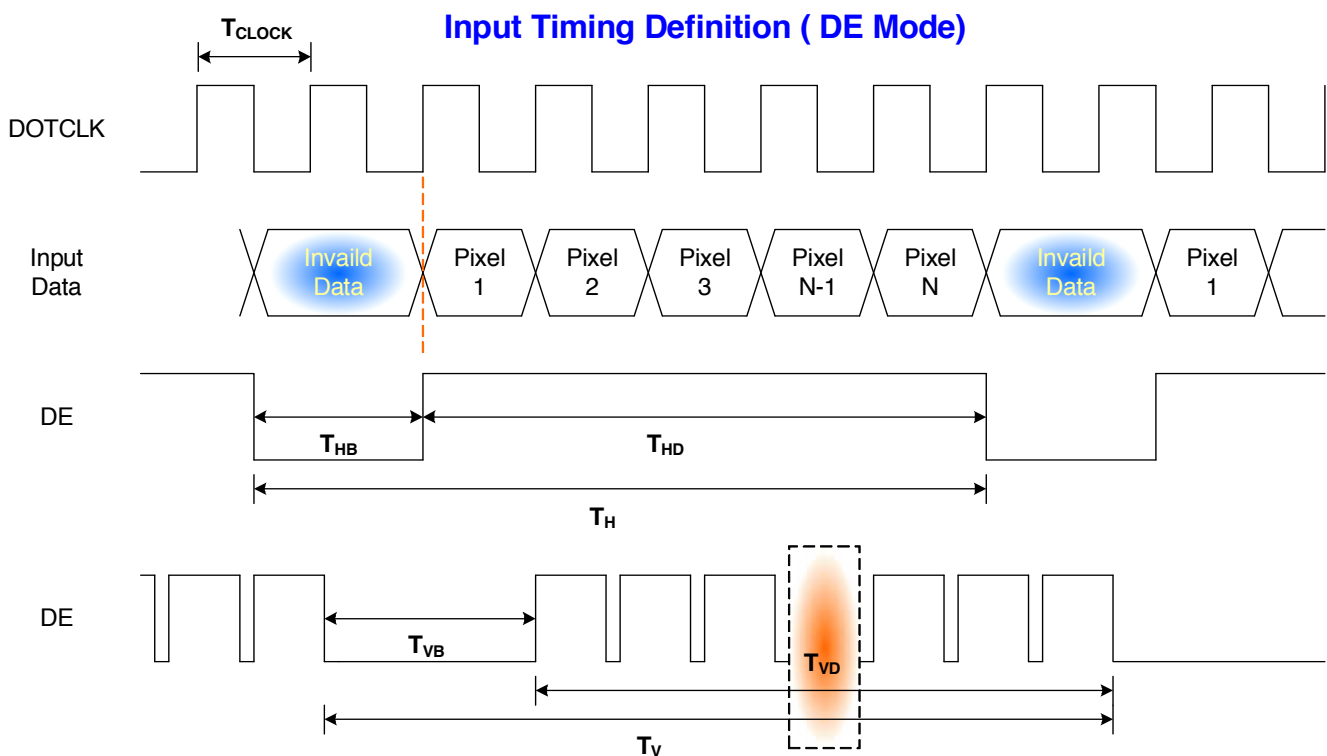 Input Timing Definition ( DE Mode)
TCLOCK
DOTCLK
Input
Data
Invaild
Data
Pixel
1
Pixel
2
Pixel
3
Pixel
N-1
Pixel
N
Invaild
Data
Pixel
1
DE
THB
THD
TH
DE
TVB
TVD
TV